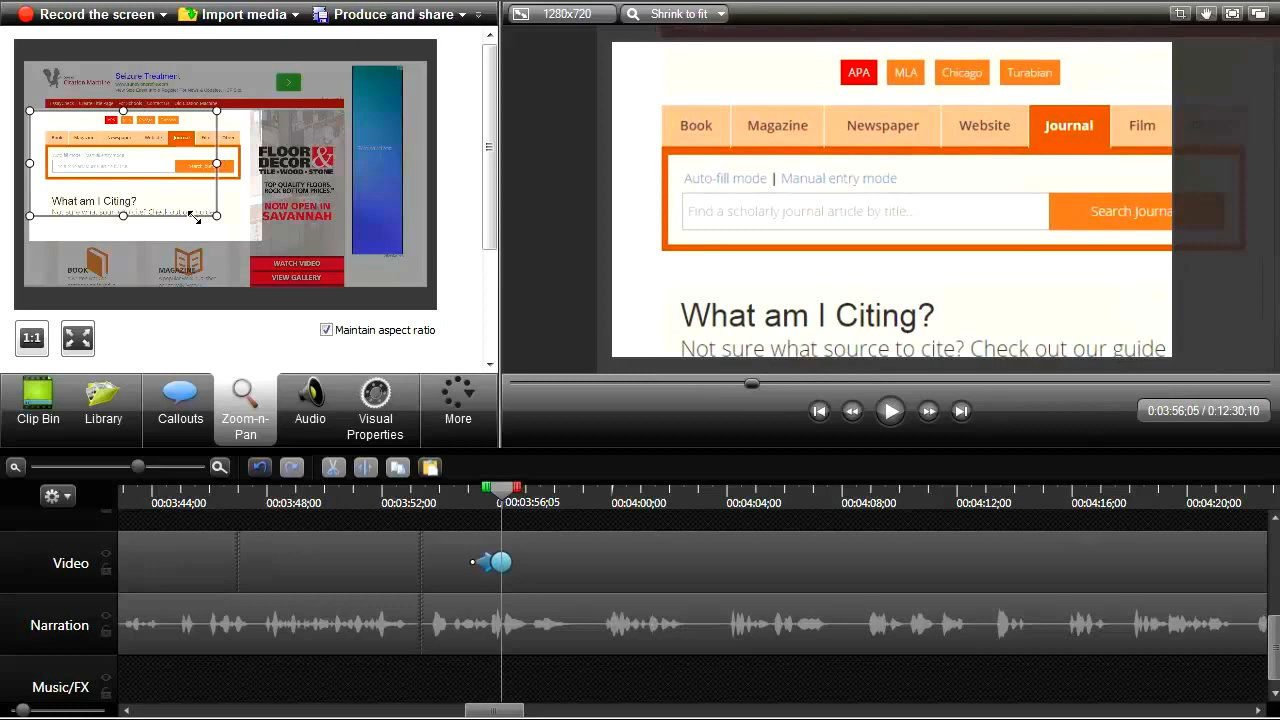 Record the screen
Import media
Produce and share
1280x720
Shrink to fit
Citation Machine
Seizure Treatment
What am I Citing?
FLOOR
& DECOR
TILE•WOOD•STONE
TOP QUALITY FLOORS.
ROCK BOTTOM PRICES.
NOW OPEN IN
SAVANNAH
WATCH VIDEO
VIEW GALLERY
BOOK
MAGAZINE
APA
MLA
Chicago
Turabian
Book
Magazine
Newspaper
Website
Journal
Film
Auto-fill mode | Manual entry mode
Find a scholarly journal article by title...
Search Journa
What am I Citing?
Not sure what source to cite? Check out our guide
1:1
Maintain aspect ratio
Clip Bin
Library
Callouts
Zoom-n-
Pan
Audio
Visual
Properties
More
0:03:56;05 / 0:12:30;10
00:03:44;00
00:03:48;00
00:03:52;00
0
00:03:56;05
00:04:00;00
00:04:04;00
00:04:08;00
00:04:12;00
00:04:16;00
00:04:20;00
Video
Narration
Music/FX